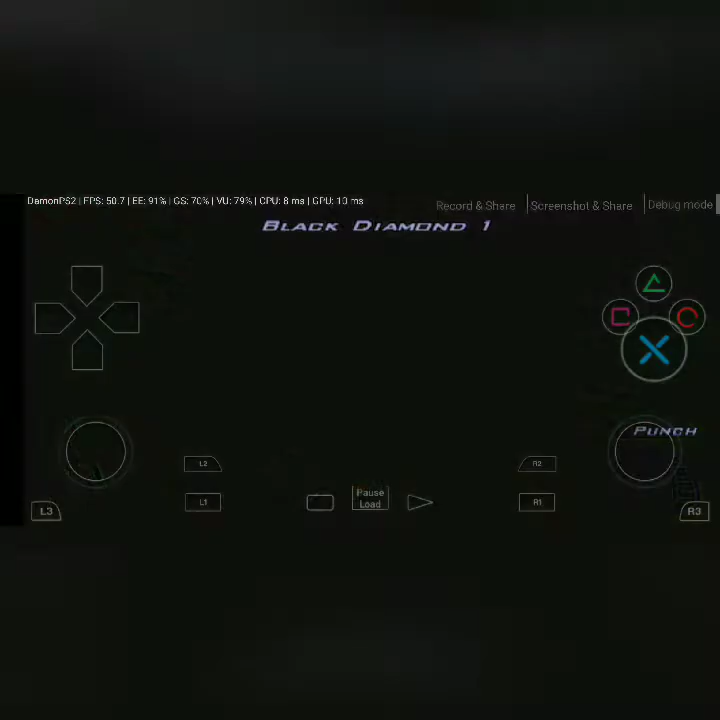 DamonPS2 | FPS: 50.7 | EE: 91% | GS: 70% | VU: 79% | CPU: 8 ms | GPU: 10 ms
Record & Share
Screenshot & Share
Debug mode
BLACK DIAMOND 1
PUNCH
L2
R2
L1
Pause
Load
R1
L3
R3